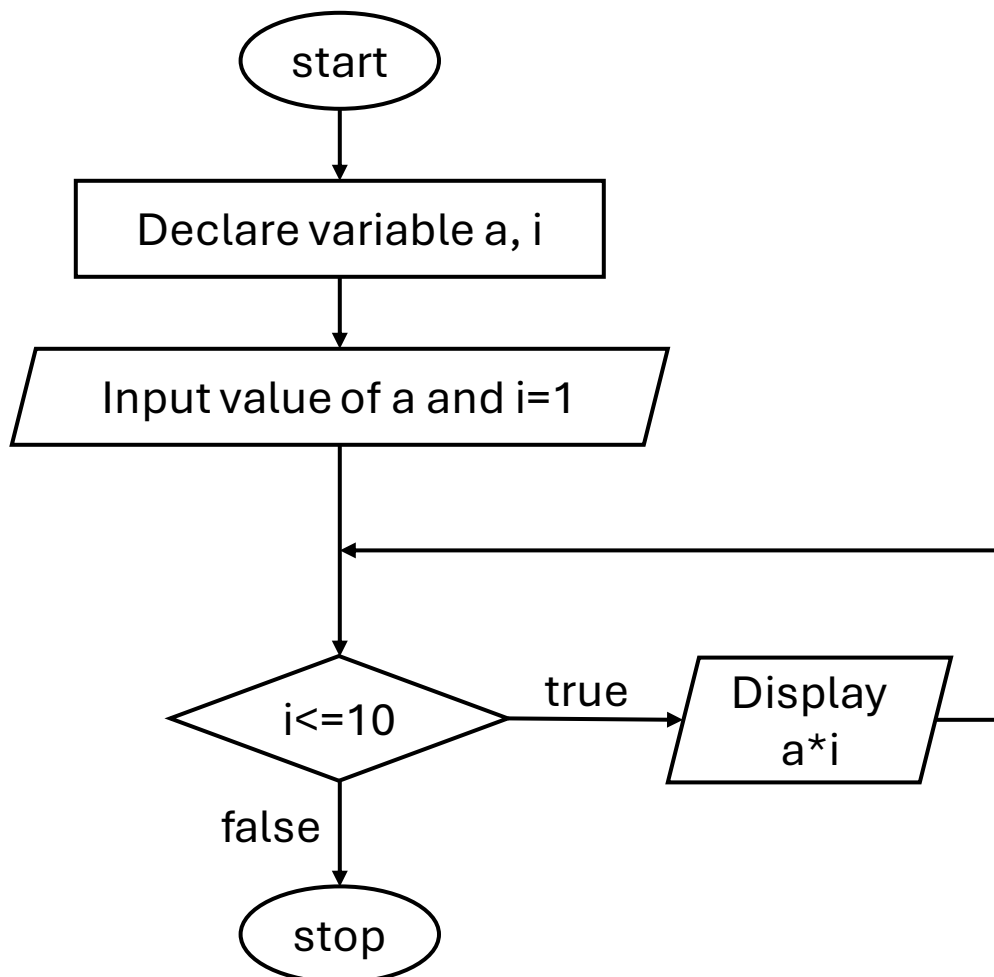 start
Declare variable a, i
Input value of a and i=1
i<=10
true
Display
a*i
false
stop